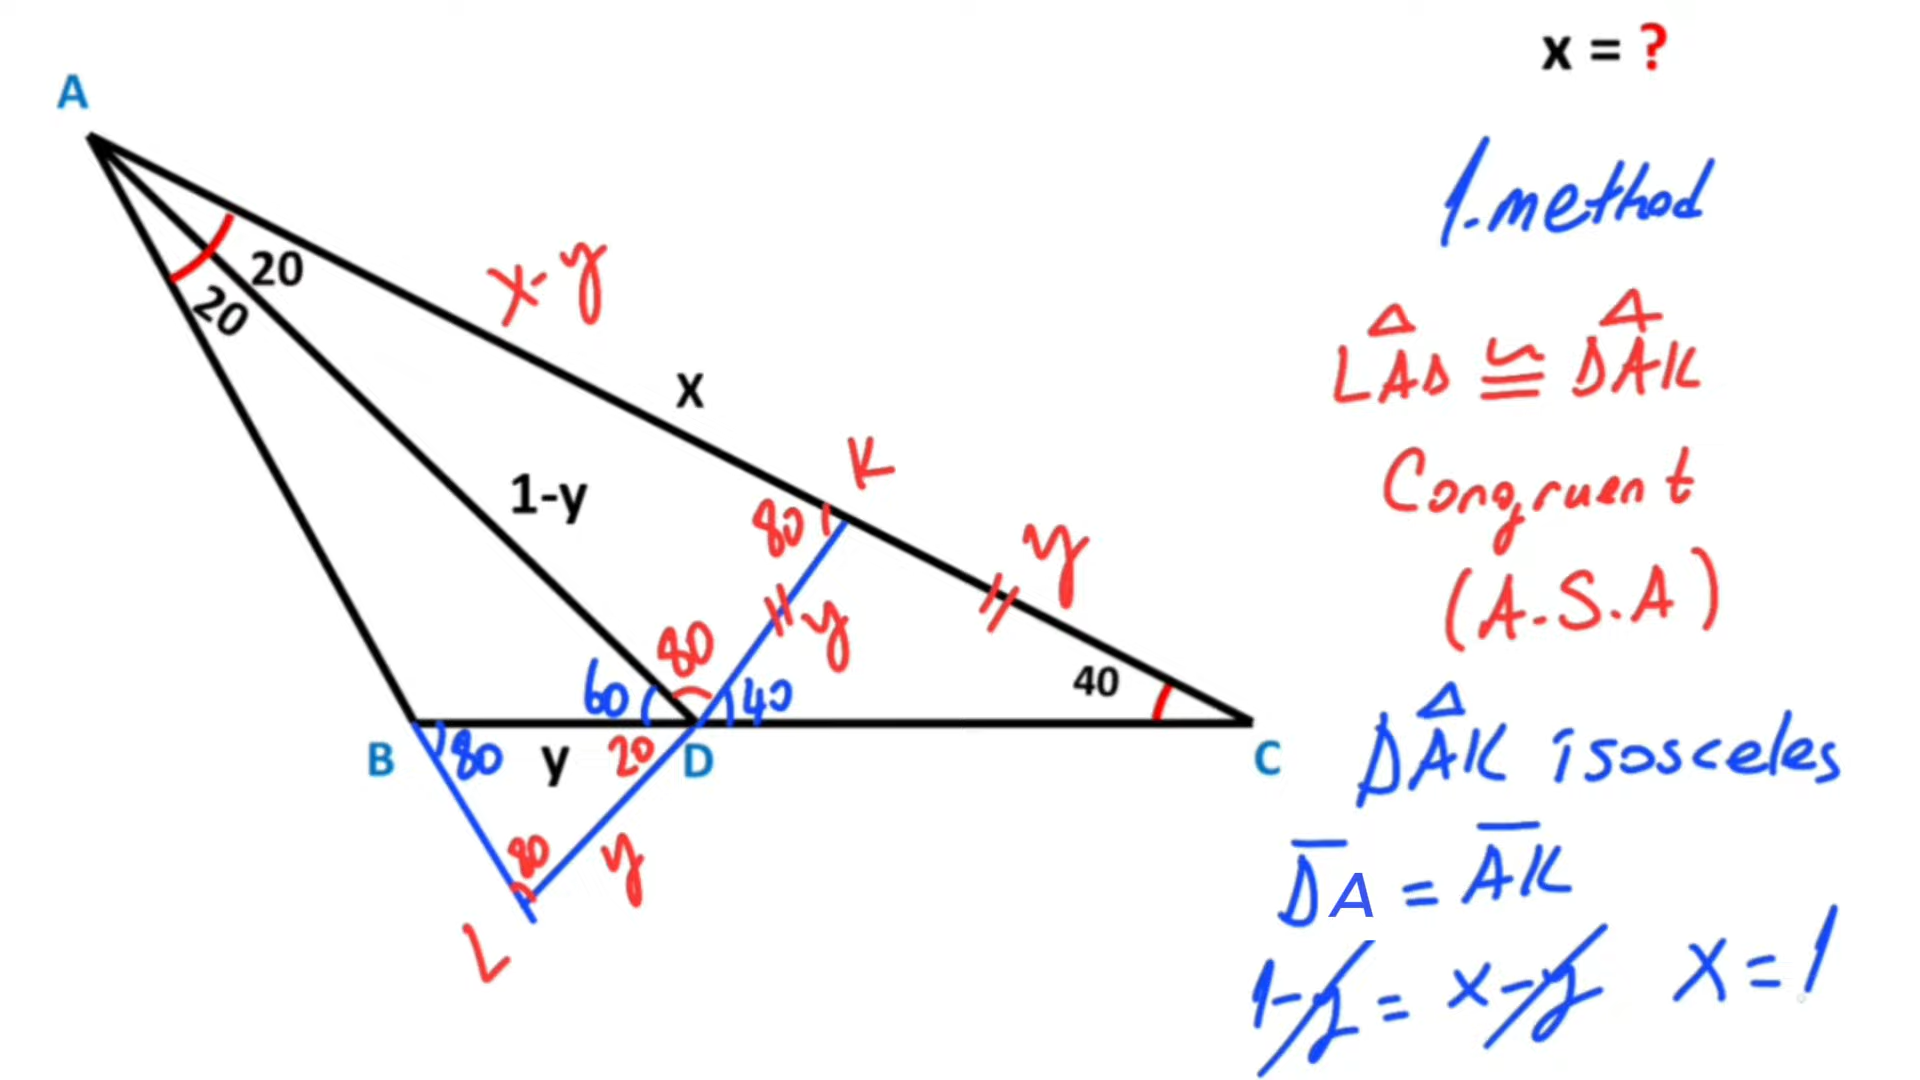 x = ?
A
1. method
20
20
x-y
LAD ≅ DAK
X
K
Congruent
1-y
80
y
(A.S.A)
y
80
60
40
40
B
80
y
20
D
C
DAK isosceles
80
y
DA = AK
L
1-y = x-y x = 1